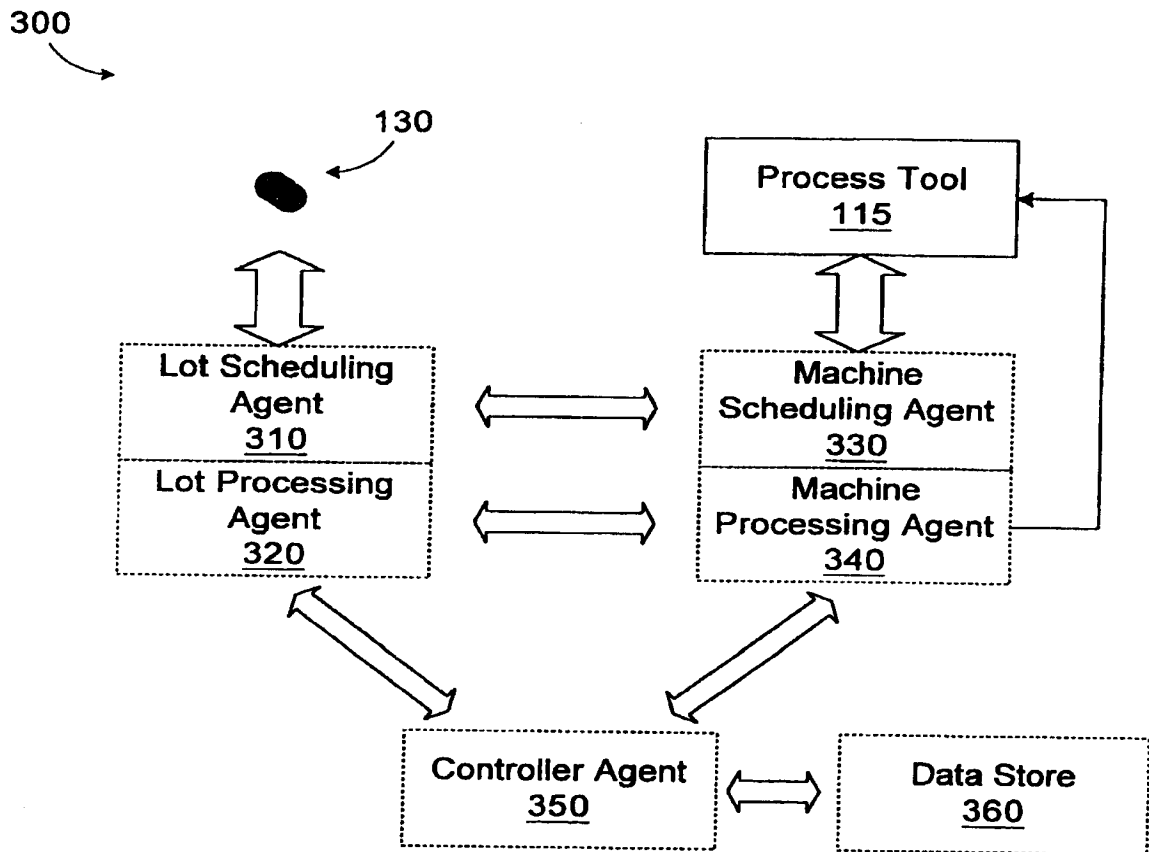 300
130
Process Tool
115
Lot Scheduling
Agent
310
Machine
Scheduling Agent
330
Lot Processing
Agent
320
Machine
Processing Agent
340
Controller Agent
350
Data Store
360